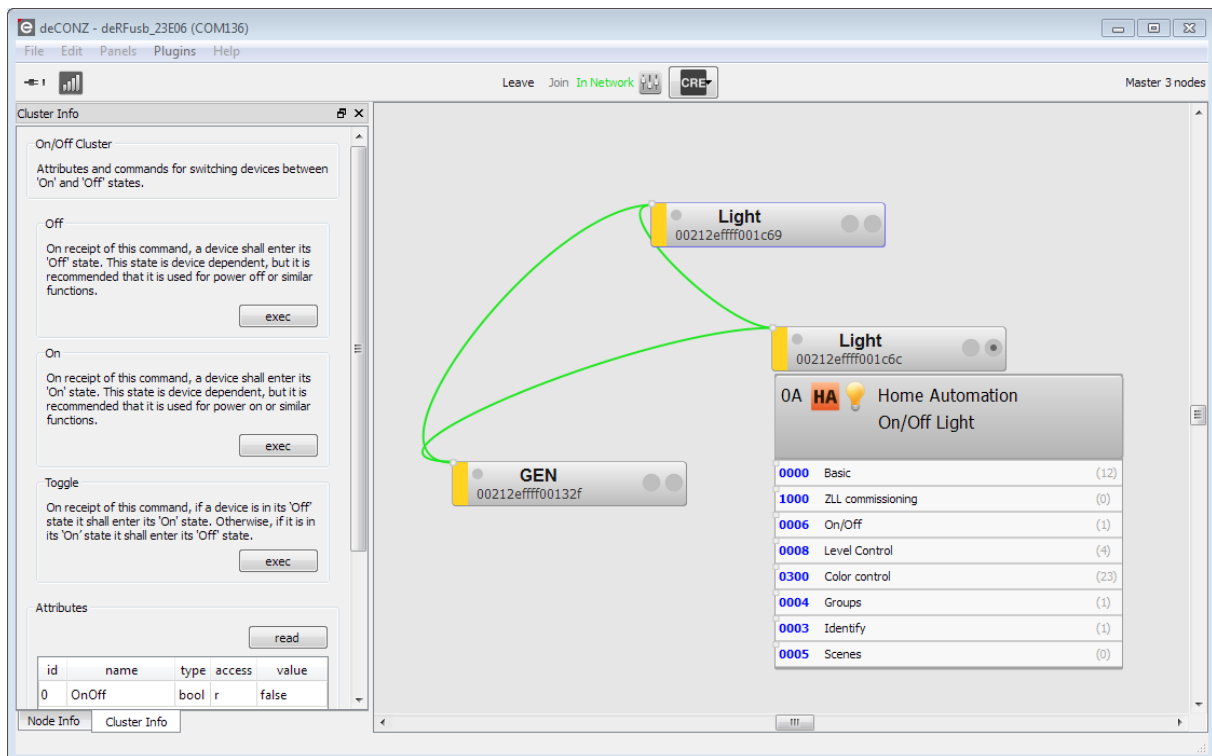 deCONZ - deRFusb_23E06 (COM136)
File Edit Panels Plugins Help
Leave Join In Network CRE Master 3 nodes
Cluster Info
On/Off Cluster
Attributes and commands for switching devices between
'On' and 'Off' states.
Off
On receipt of this command, a device shall enter its
'Off' state. This state is device dependent, but it is
recommended that it is used for power off or similar
functions.
exec
On
On receipt of this command, a device shall enter its
'On' state. This state is device dependent, but it is
recommended that it is used for power on or similar
functions.
exec
Toggle
On receipt of this command, if a device is in its 'Off'
state it shall enter its 'On' state. Otherwise, if it is in
its 'On' state it shall enter its 'Off' state.
exec
Attributes
read
id name type access value
0 OnOff bool r false
Node Info Cluster Info
Light
00212effff001c69
Light
00212effff001c6c
0A HA Home Automation
On/Off Light
0000 Basic (12)
1000 ZLL commissioning (0)
0006 On/Off (1)
0008 Level Control (4)
0300 Color control (23)
0004 Groups (1)
0003 Identify (1)
0005 Scenes (0)
GEN
00212effff00132f